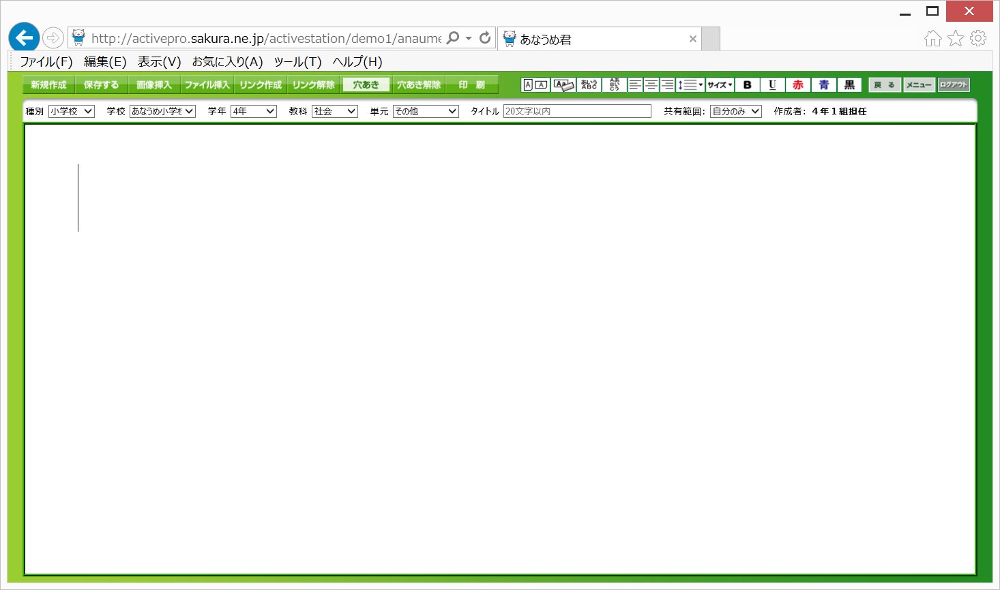 http://activepro.sakura.ne.jp/activestation/demo1/anaume
あなうめ君
ファイル(F) 編集(E) 表示(V) お気に入り(A) ツール(T) ヘルプ(H)
新規作成 保存する 画像挿入 ファイル挿入 リンク作成 リンク解除 穴あき 穴あき解除 印 刷 A A Aa あいう ABC サイズ B U 赤 青 黒 戻 る メニュー ログアウト
種別 小学校 学校 あなうめ小学校 学年 4年 教科 社会 単元 その他 タイトル 20文字以内 共有範囲: 自分のみ 作成者: 4年1組担任